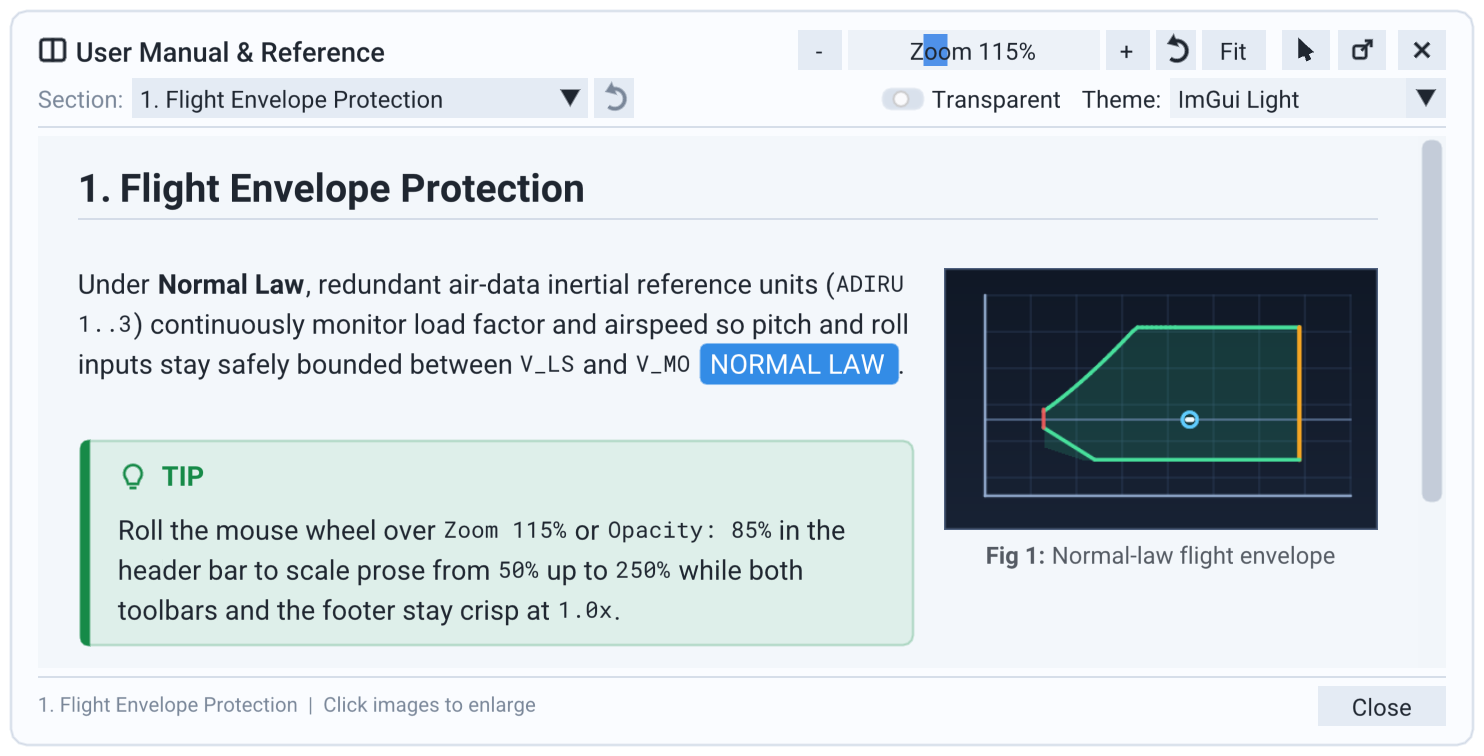 User Manual & Reference
- Zoom 115% + Fit
Section: 1. Flight Envelope Protection
Transparent Theme: ImGui Light
1. Flight Envelope Protection
Under Normal Law, redundant air-data inertial reference units (ADIRU
1..3) continuously monitor load factor and airspeed so pitch and roll
inputs stay safely bounded between V_LS and V_MO NORMAL LAW.
TIP
Roll the mouse wheel over Zoom 115% or Opacity: 85% in the
header bar to scale prose from 50% up to 250% while both
toolbars and the footer stay crisp at 1.0x.
Fig 1: Normal-law flight envelope
1. Flight Envelope Protection | Click images to enlarge
Close